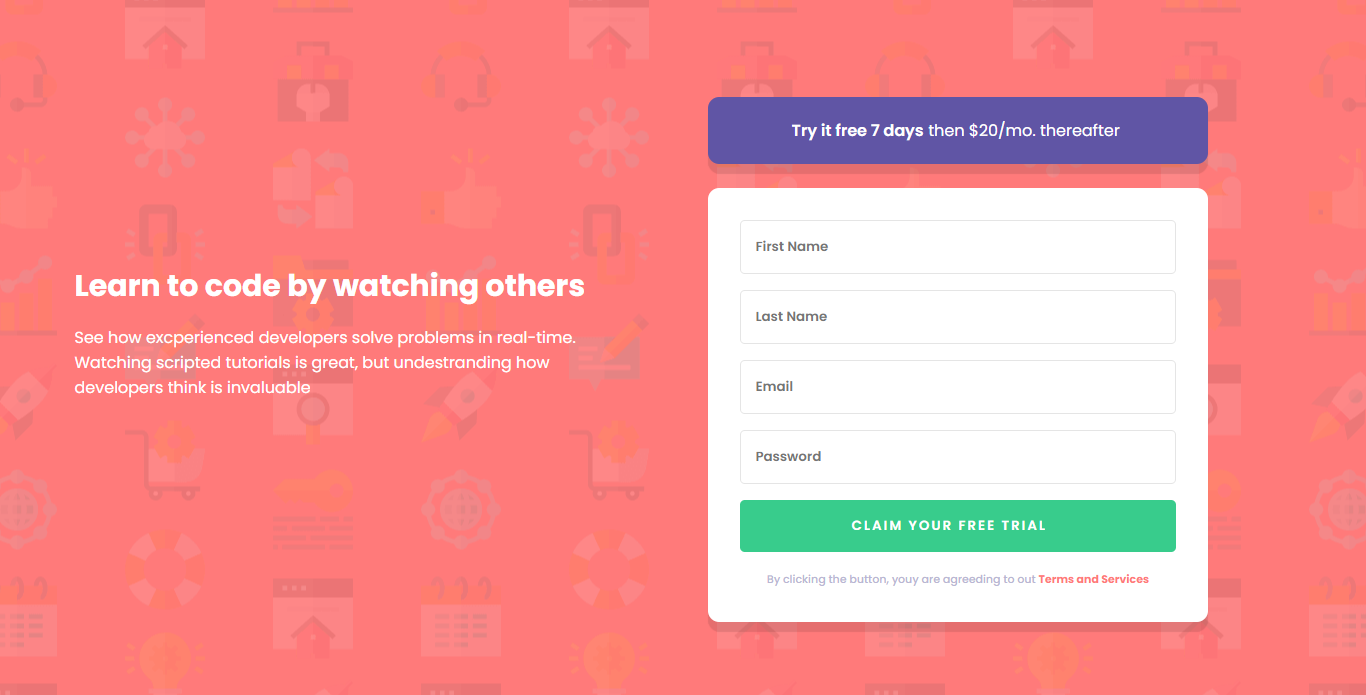 Learn to code by watching others
See how excperienced developers solve problems in real-time.
Watching scripted tutorials is great, but undestranding how
developers think is invaluable
Try it free 7 days then $20/mo. thereafter
First Name
Last Name
Email
Password
CLAIM YOUR FREE TRIAL
By clicking the button, youy are agreeding to out Terms and Services